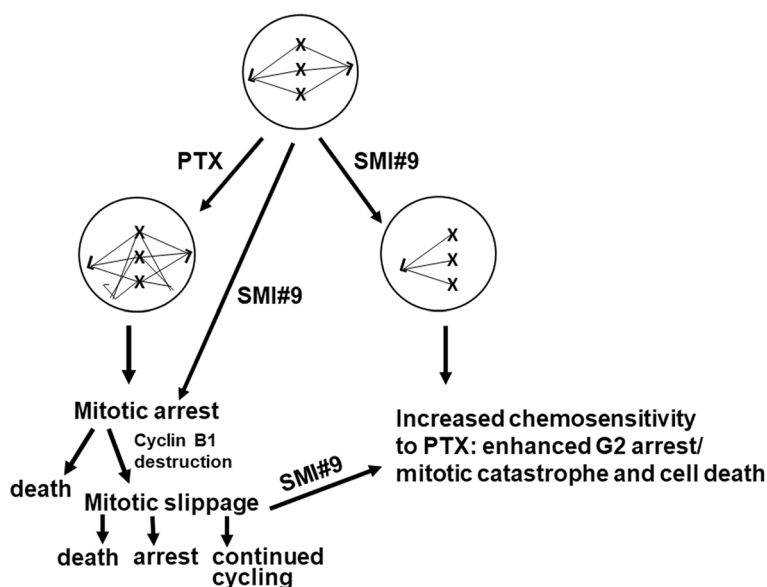 X
X
X
PTX
SMI#9
X
X
X
X
X
X
SMI#9
Mitotic arrest
Cyclin B1
destruction
Increased chemosensitivity
to PTX: enhanced G2 arrest/
mitotic catastrophe and cell death
SMI#9
death
Mitotic slippage
death arrest continued
cycling